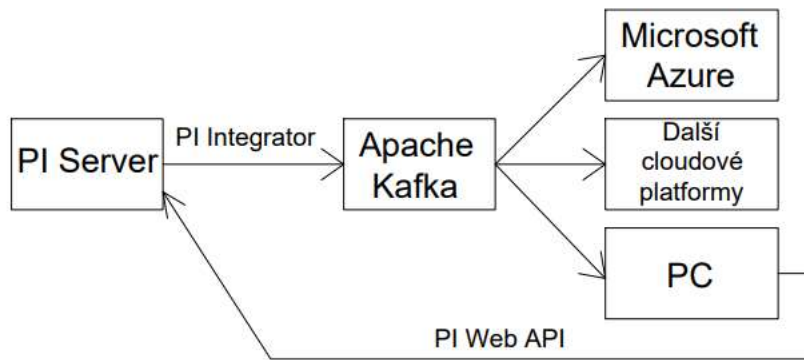 PI Server
PI Integrator
Apache
Kafka
Microsoft
Azure
Další
cloudové
platformy
PC
PI Web API